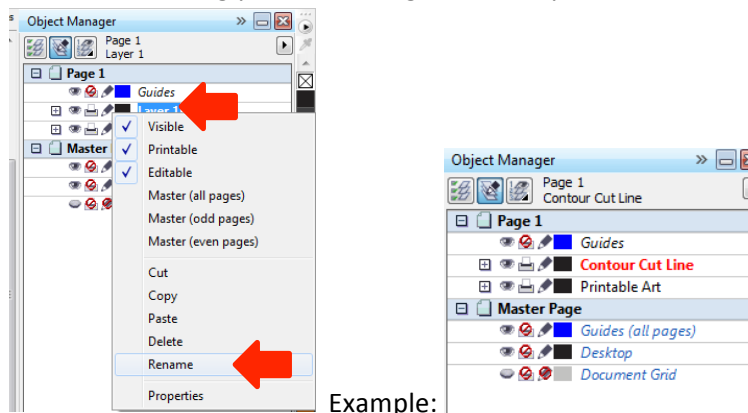 Object Manager
Page 1
Layer 1
Page 1
Guides
Layer 1
Visible
Master
Printable
Editable
Master (all pages)
Master (odd pages)
Master (even pages)
Cut
Copy
Paste
Delete
Rename
Properties
Example:
Object Manager
Page 1
Contour Cut Line
Page 1
Guides
Contour Cut Line
Printable Art
Master Page
Guides (all pages)
Desktop
Document Grid